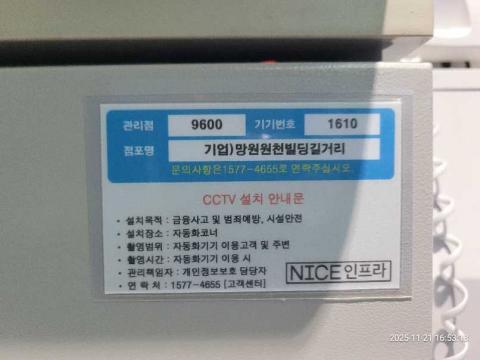 관리점 9600 기기번호 1610
점포명 기업)망원원천빌딩길거리
문의사항은1577-4655로 연락주십시오.
CCTV 설치 안내문
• 설치목적 : 금융사고 및 범죄예방, 시설안전
• 설치장소 : 자동화코너
• 촬영범위 : 자동화기기 이용고객 및 주변
• 촬영시간 : 자동화기기 이용 시
• 관리책임자 : 개인정보보호 담당자
• 연 락 처 : 1577-4655 [고객센터]
NICE인프라
2025-11-21 16:53:18